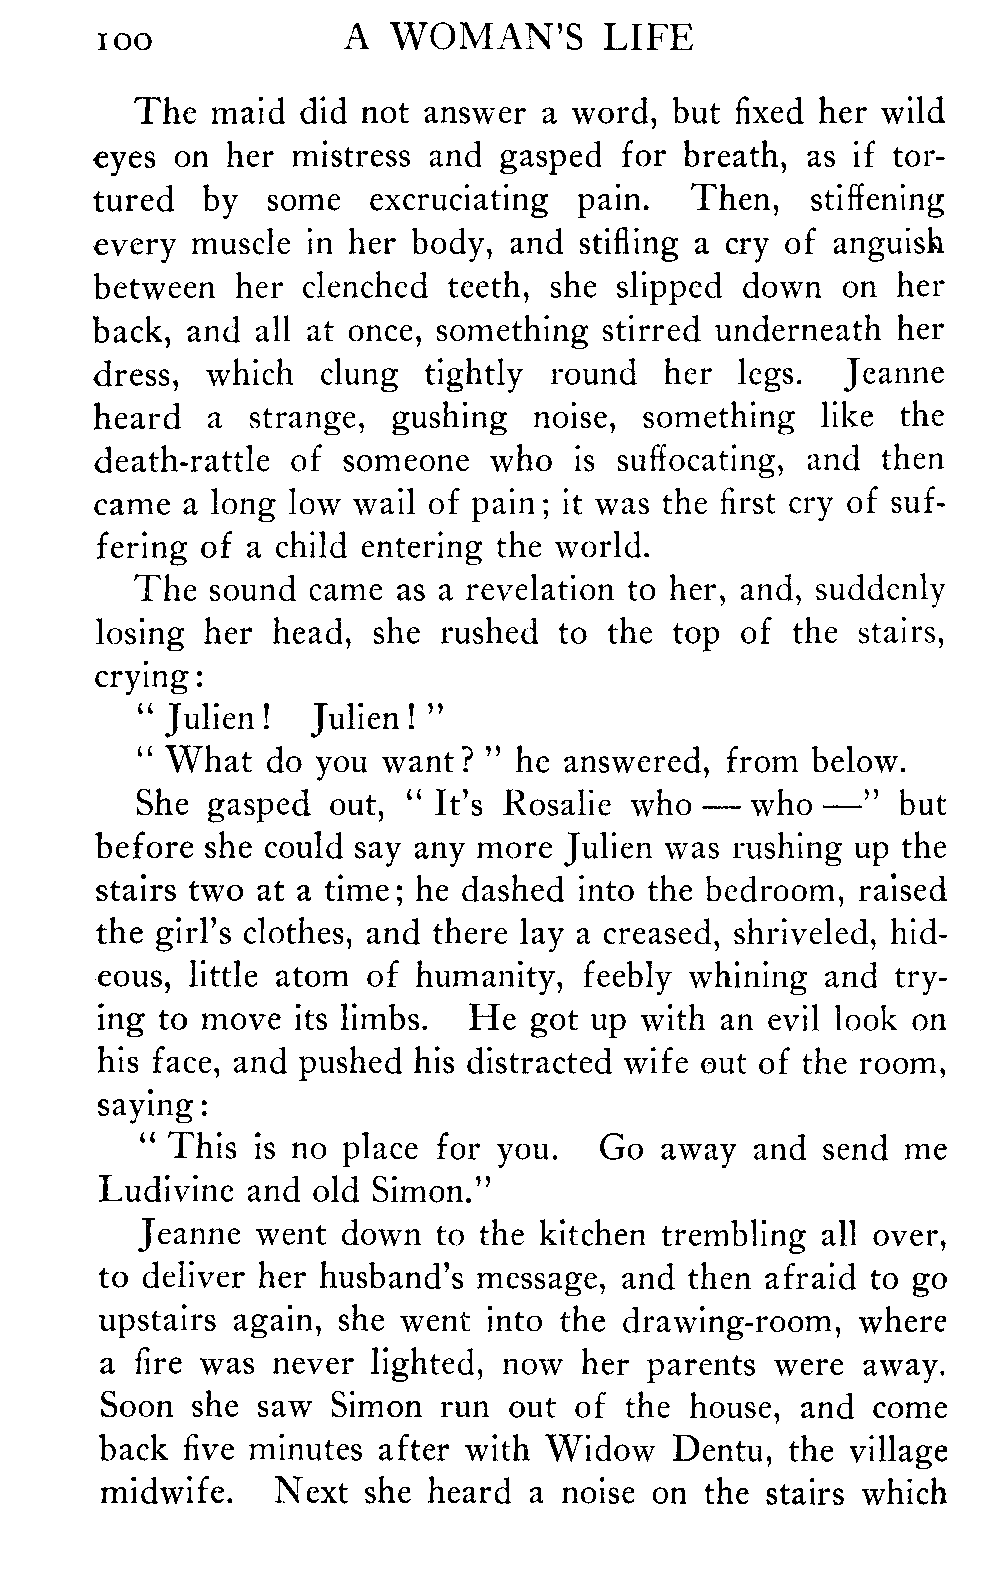 100 A WOMAN'S LIFE
The maid did not answer a word, but fixed her wild
eyes on her mistress and gasped for breath, as if tor-
tured by some excruciating pain. Then, stiffening
every muscle in her body, and stifling a cry of anguish
between her clenched teeth, she slipped down on her
back, and all at once, something stirred underneath her
dress, which clung tightly round her legs. Jeanne
heard a strange, gushing noise, something like the
death-rattle of someone who is suffocating, and then
came a long low wail of pain; it was the first cry of suf-
fering of a child entering the world.
The sound came as a revelation to her, and, suddenly
losing her head, she rushed to the top of the stairs,
crying:
"Julien! Julien!"
"What do you want?" he answered, from below.
She gasped out, "It's Rosalie who — who —" but
before she could say any more Julien was rushing up the
stairs two at a time; he dashed into the bedroom, raised
the girl's clothes, and there lay a creased, shriveled, hid-
eous, little atom of humanity, feebly whining and try-
ing to move its limbs. He got up with an evil look on
his face, and pushed his distracted wife out of the room,
saying:
"This is no place for you. Go away and send me
Ludivine and old Simon."
Jeanne went down to the kitchen trembling all over,
to deliver her husband's message, and then afraid to go
upstairs again, she went into the drawing-room, where
a fire was never lighted, now her parents were away.
Soon she saw Simon run out of the house, and come
back five minutes after with Widow Dentu, the village
midwife. Next she heard a noise on the stairs which